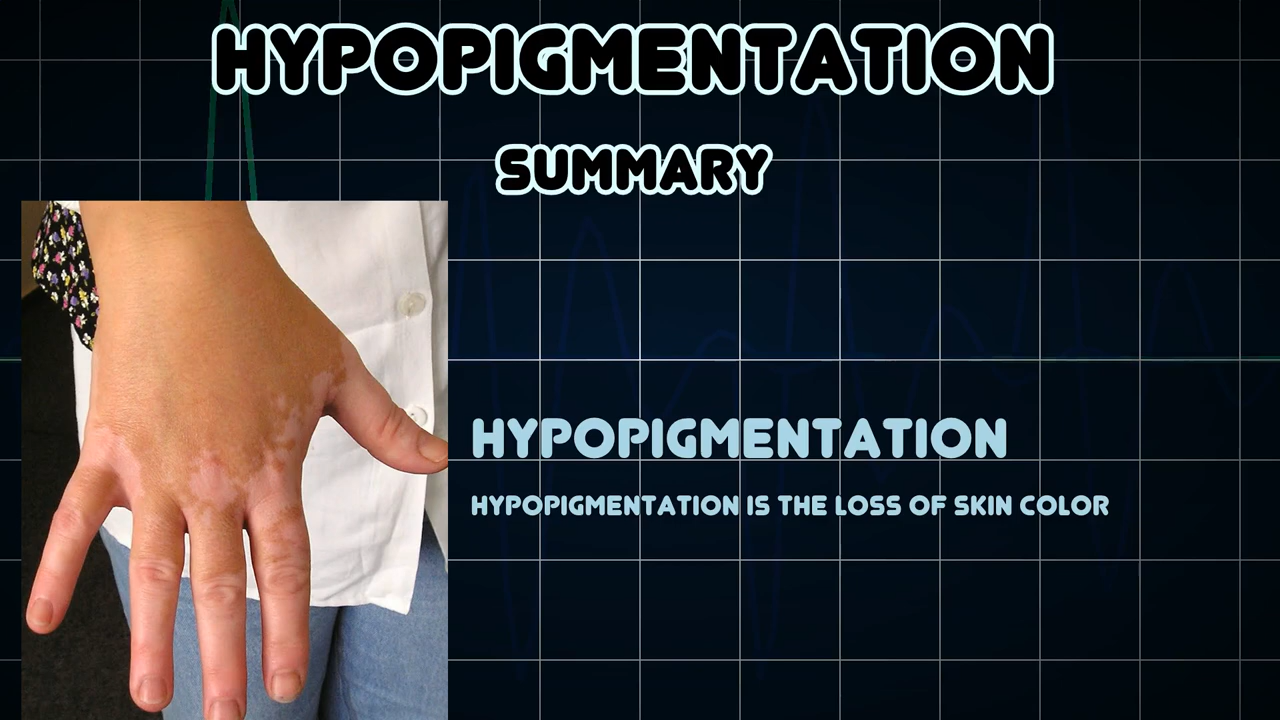 HYPOPIGMENTATION
SUMMARY
HYPOPIGMENTATION
HYPOPIGMENTATION IS THE LOSS OF SKIN COLOR